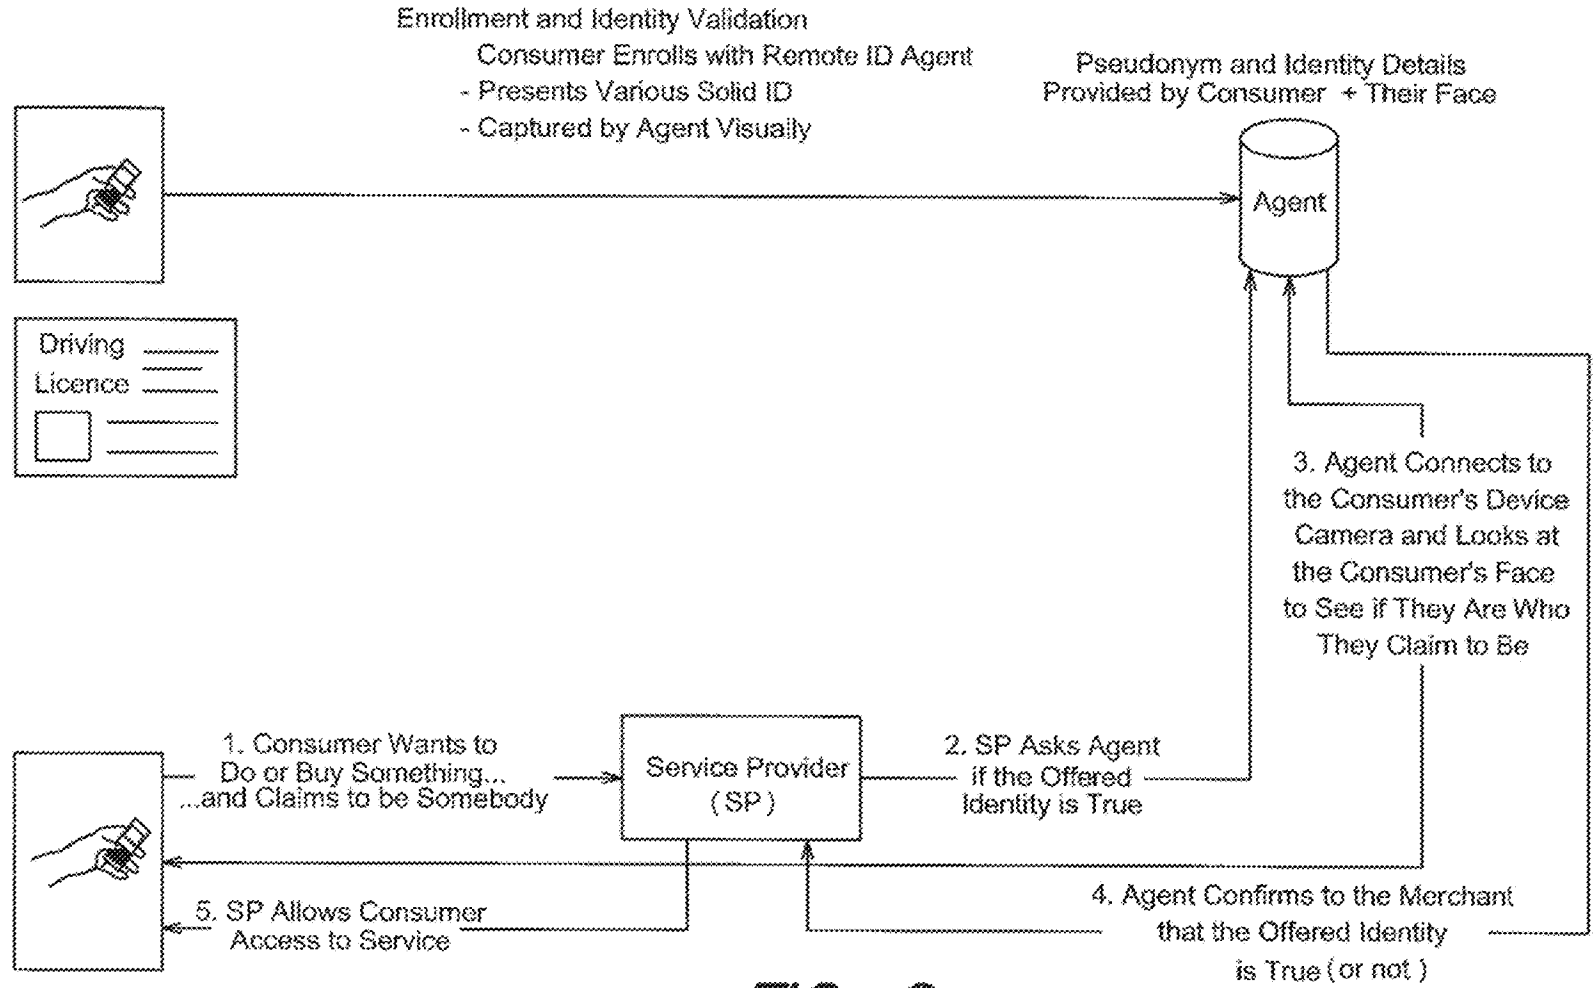 Enrollment and Identity Validation
Consumer Enrolls with Remote ID Agent
- Presents Various Solid ID
- Captured by Agent Visually
Pseudonym and Identity Details
Provided by Consumer + Their Face
Agent
Driving
Licence
3. Agent Connects to
the Consumer's Device
Camera and Looks at
the Consumer's Face
to See if They Are Who
They Claim to Be
1. Consumer Wants to
Do or Buy Something...
...and Claims to be Somebody
Service Provider
(SP)
2. SP Asks Agent
if the Offered
Identity is True
5. SP Allows Consumer
Access to Service
4. Agent Confirms to the Merchant
that the Offered Identity
is True (or not)